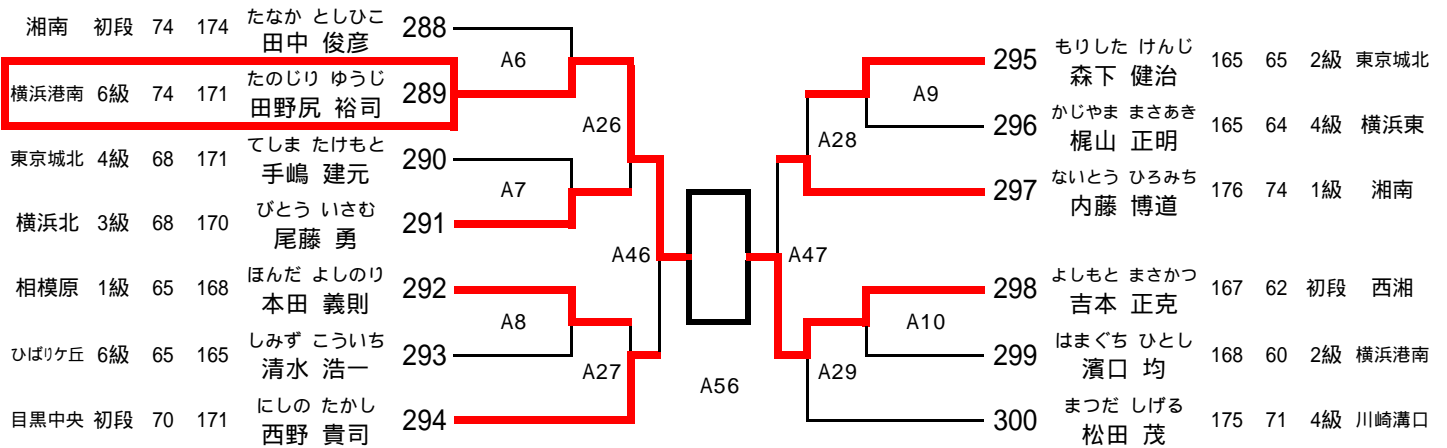 たなか としひこ
湘南 初段 74 174 田中 俊彦 288
A6
たのじり ゆうじ
横浜港南 6級 74 171 田野尻 裕司 289
A26
てしま たけもと
東京城北 4級 68 171 手嶋 建元 290
A7
びとう いさむ
横浜北 3級 68 170 尾藤 勇 291
A46
ほんだ よしのり
相模原 1級 65 168 本田 義則 292
A8
しみず こういち
ひばりケ丘 6級 65 165 清水 浩一 293
A27
にしの たかし
目黒中央 初段 70 171 西野 貴司 294
A56
もりした けんじ
295 森下 健治 165 65 2級 東京城北
A9
かじやま まさあき
296 梶山 正明 165 64 4級 横浜東
A28
ないとう ひろみち
297 内藤 博道 176 74 1級 湘南
A47
よしもと まさかつ
298 吉本 正克 167 62 初段 西湘
A10
はまぐち ひとし
299 濱口 均 168 60 2級 横浜港南
A29
まつだ しげる
300 松田 茂 175 71 4級 川崎溝口